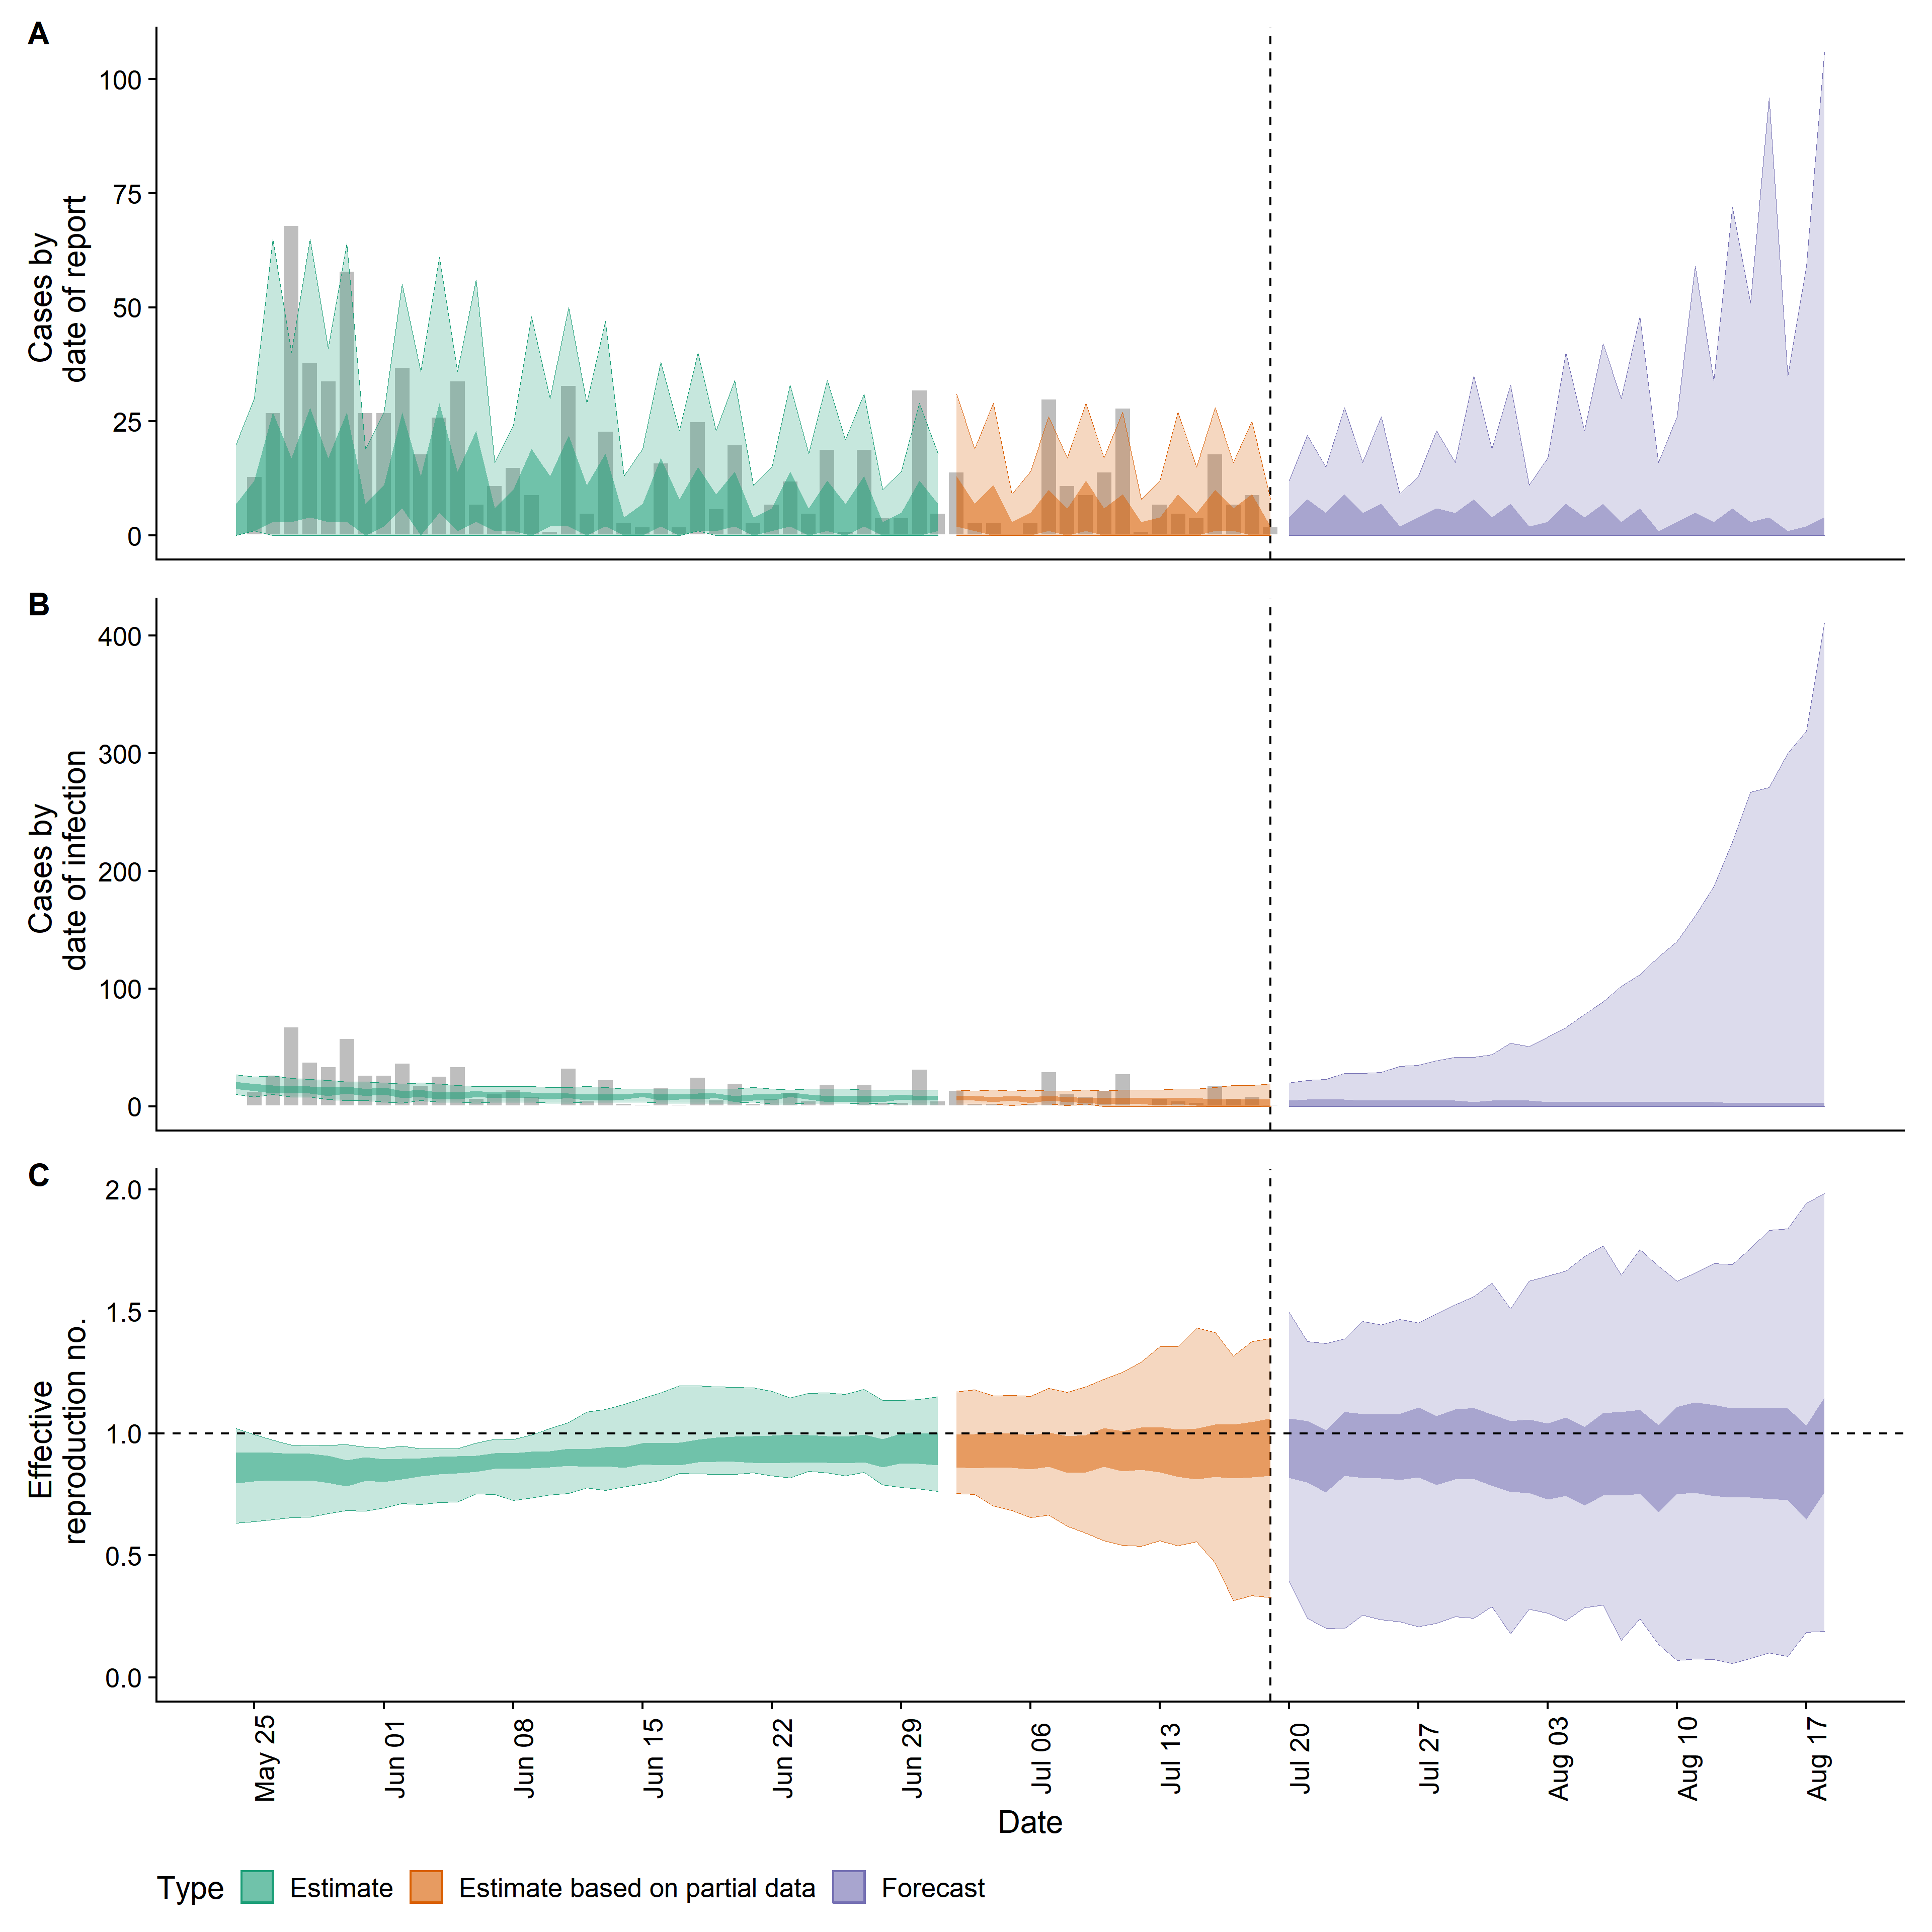 A
100
75
50
25
0
Cases by
date of report
B
400
300
200
100
0
Cases by
date of infection
C
2.0
1.5
1.0
0.5
0.0
Effective
reproduction no.
May 25
Jun 01
Jun 08
Jun 15
Jun 22
Jun 29
Jul 06
Jul 13
Jul 20
Jul 27
Aug 03
Aug 10
Aug 17
Date
Type Estimate Estimate based on partial data Forecast